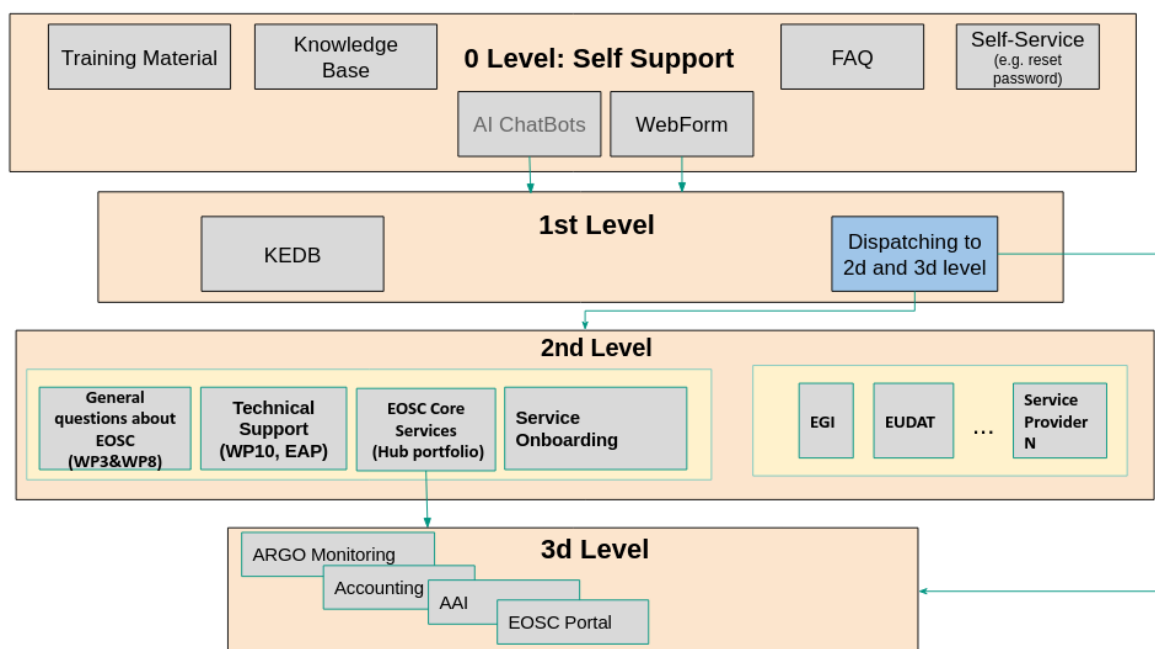 Training Material
Knowledge
Base
0 Level: Self Support
FAQ
Self-Service
(e.g. reset
password)
AI ChatBots
WebForm
1st Level
KEDB
Dispatching to
2d and 3d level
2nd Level
General
questions about
EOSC
(WP3&WP8)
Technical
Support
(WP10, EAP)
EOSC Core
Services
(Hub portfolio)
Service
Onboarding
EGI
EUDAT
...
Service
Provider
N
3d Level
ARGO Monitoring
Accounting
AAI
EOSC Portal